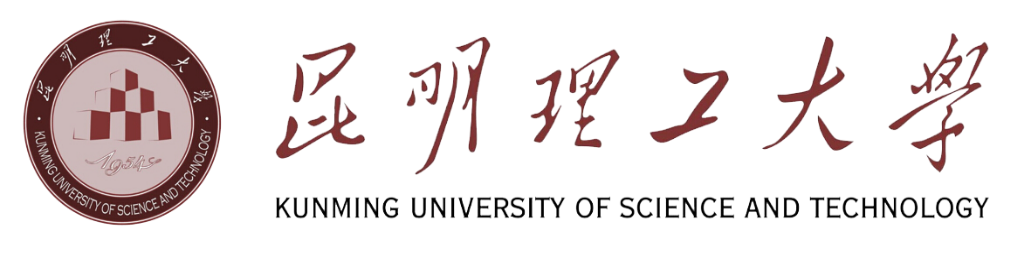 昆明理工大學
KUNMING UNIVERSITY OF SCIENCE AND TECHNOLOGY
1954
昆明理工大學
KUNMING UNIVERSITY OF SCIENCE AND TECHNOLOGY